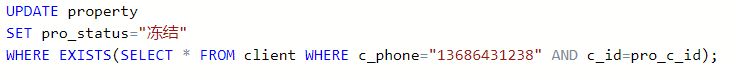 UPDATE property
SET pro_status="冻结"
WHERE EXISTS(SELECT * FROM client WHERE c_phone="13686431238" AND c_id=pro_c_id);